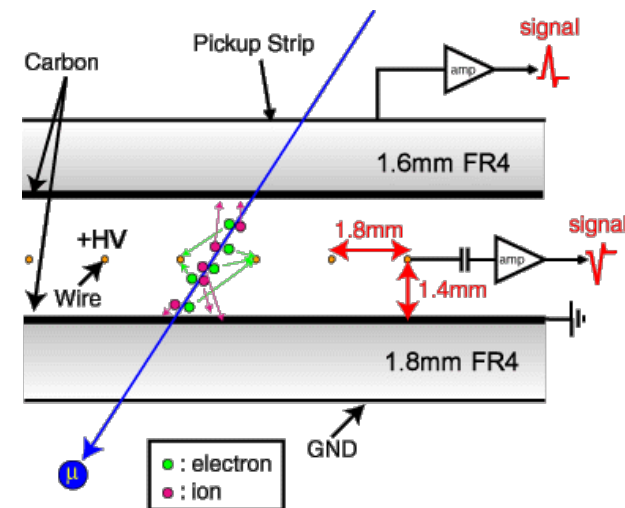 signal
Pickup Strip
amp
Carbon
1.6mm FR4
+HV
1.8mm
signal
amp
Wire
1.4mm
1.8mm FR4
GND
μ
: electron
: ion